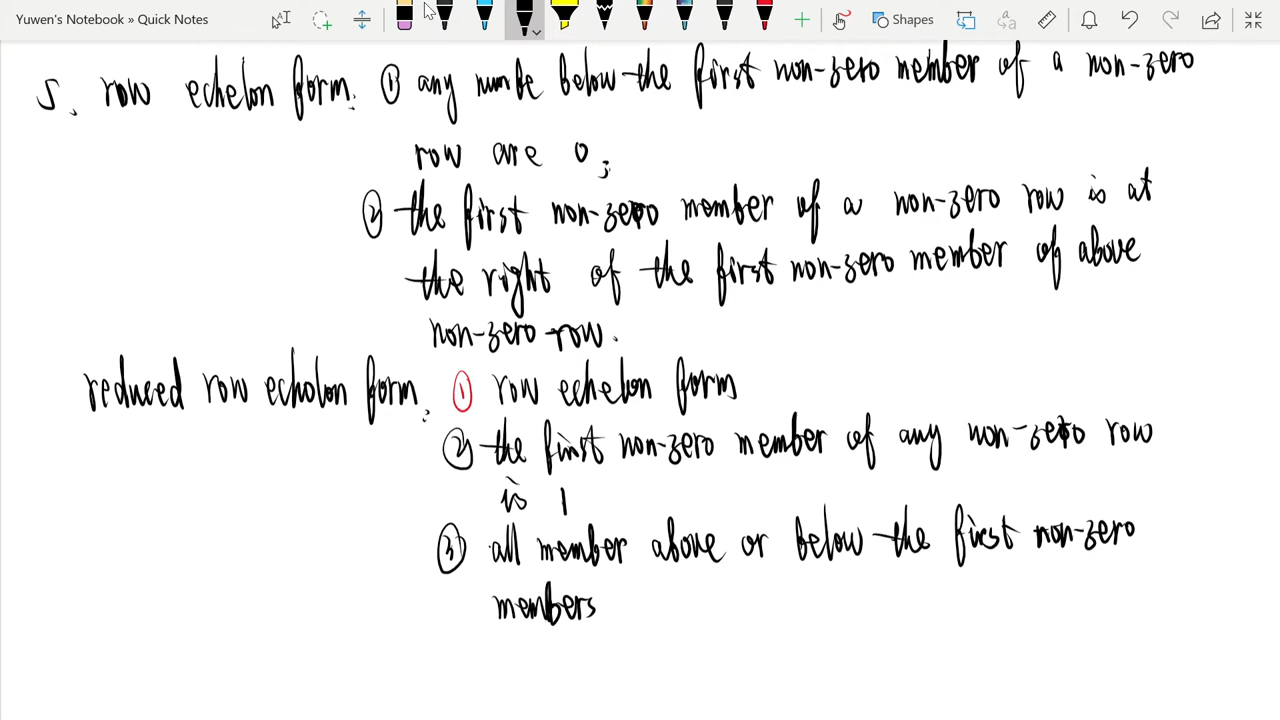 Yuwen's Notebook » Quick Notes
Shapes
5. row echelon form: ① any numbe below the first non-zero member of a non-zero
row are 0;
② the first non-zero member of a non-zero row is at
the right of the first non-zero member of above
non-zero row.
reduced row echolon form: ① row echelon form
② the first non-zero member of any non-zero row
is 1
③ all member above or below the first non-zero
members